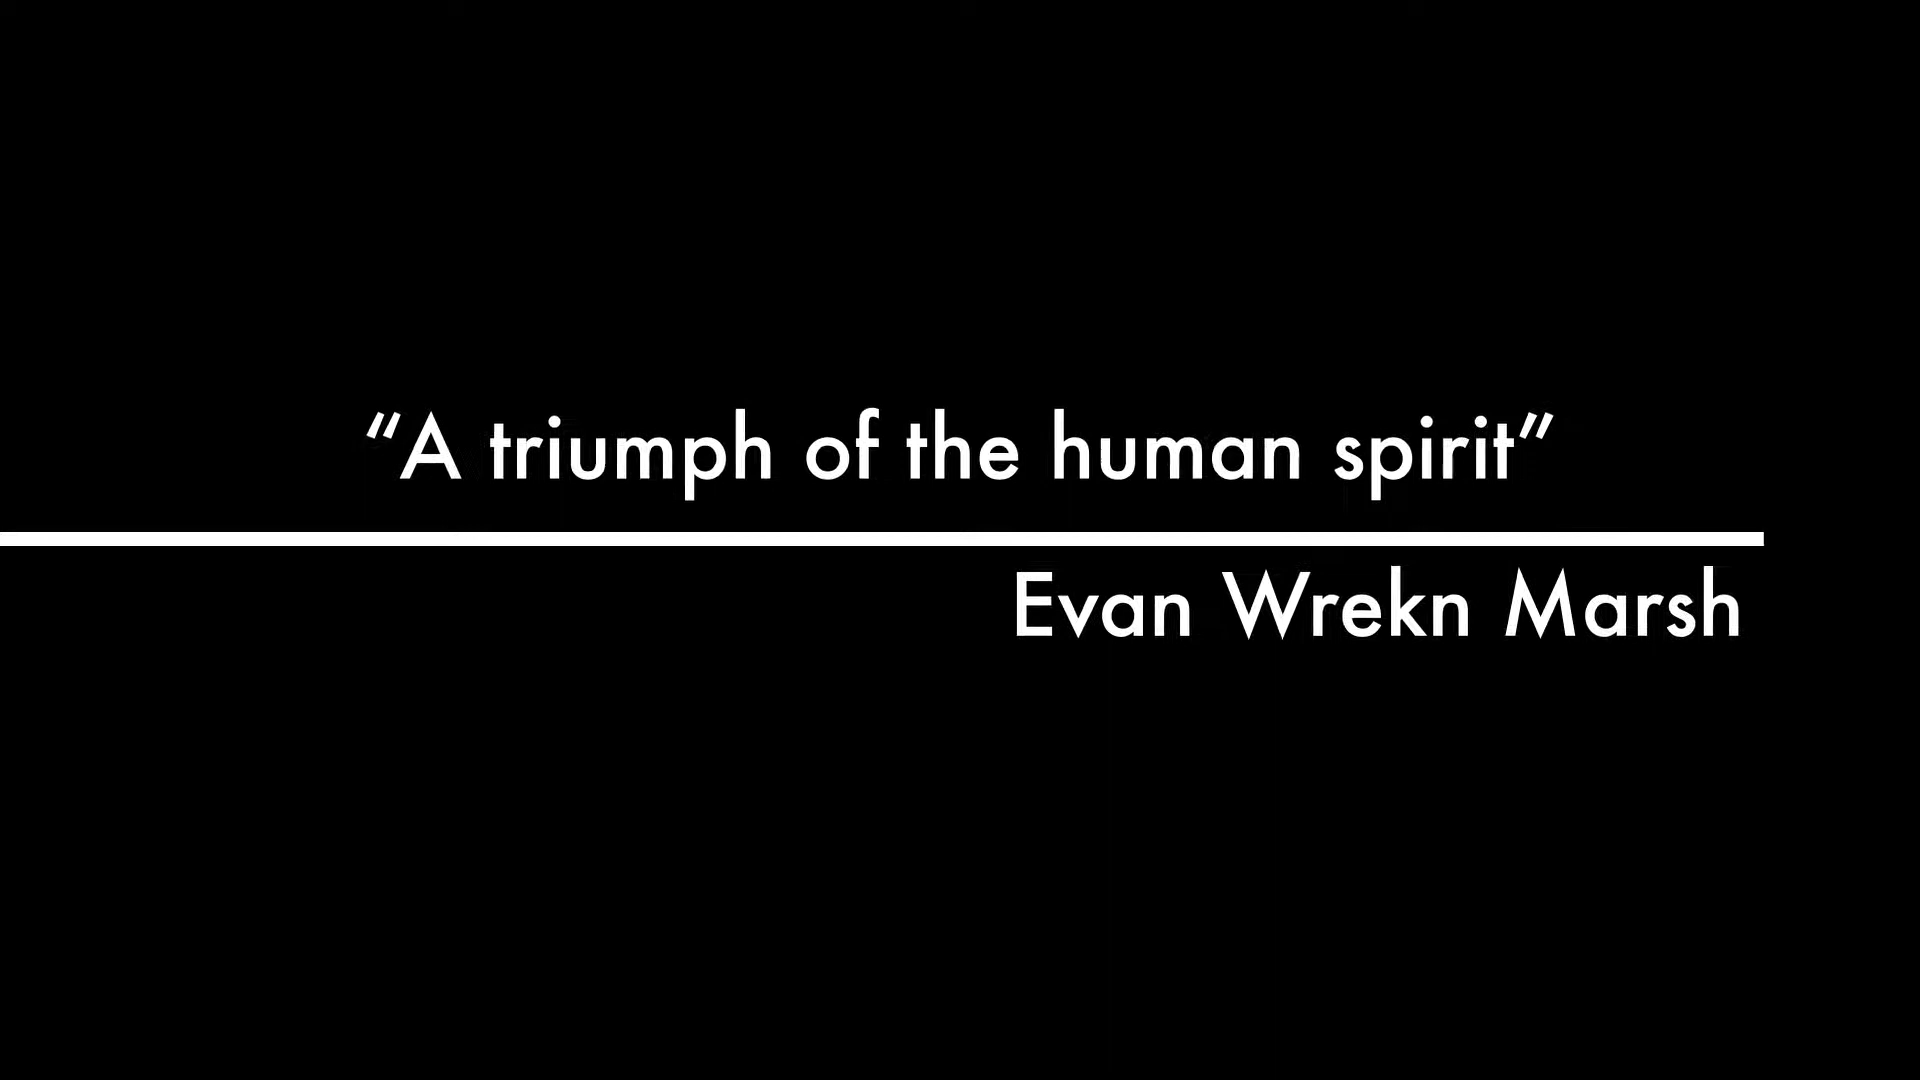 “A triumph of the human spirit”
Evan Wrekn Marsh